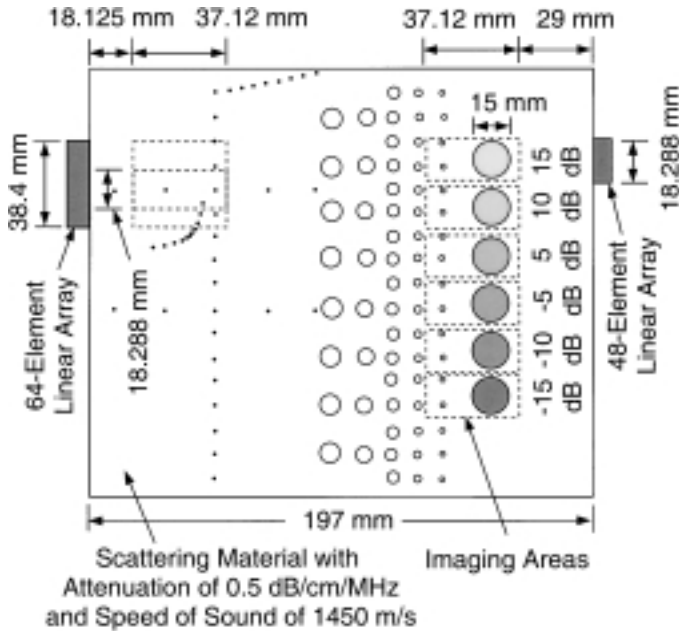 18.125 mm
37.12 mm
37.12 mm
29 mm
15 mm
38.4 mm
18.288 mm
15 dB
10 dB
5 dB
-5 dB
-10 dB
-15 dB
18.288 mm
64-Element
Linear Array
48-Element
Linear Array
197 mm
Scattering Material with
Attenuation of 0.5 dB/cm/MHz
and Speed of Sound of 1450 m/s
Imaging Areas